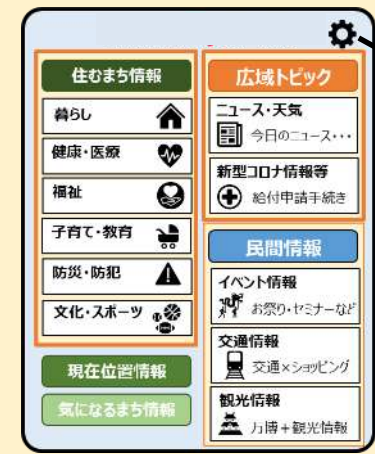 住むまち情報
暮らし
健康・医療
福祉
子育て・教育
防災・防犯
文化・スポーツ
現在位置情報
気になるまち情報
広域トピック
ニュース・天気
今日のニュース・・・
新型コロナ情報等
給付申請手続き
民間情報
イベント情報
お祭り・セミナーなど
交通情報
交通×ショッピング
観光情報
万博+観光情報